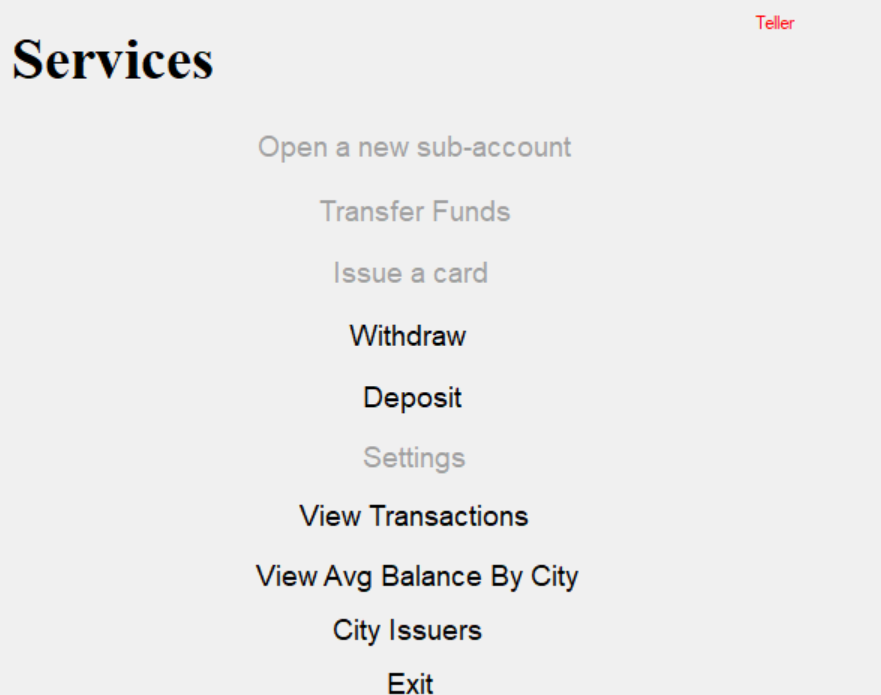 Teller
Services
Open a new sub-account
Transfer Funds
Issue a card
Withdraw
Deposit
Settings
View Transactions
View Avg Balance By City
City Issuers
Exit